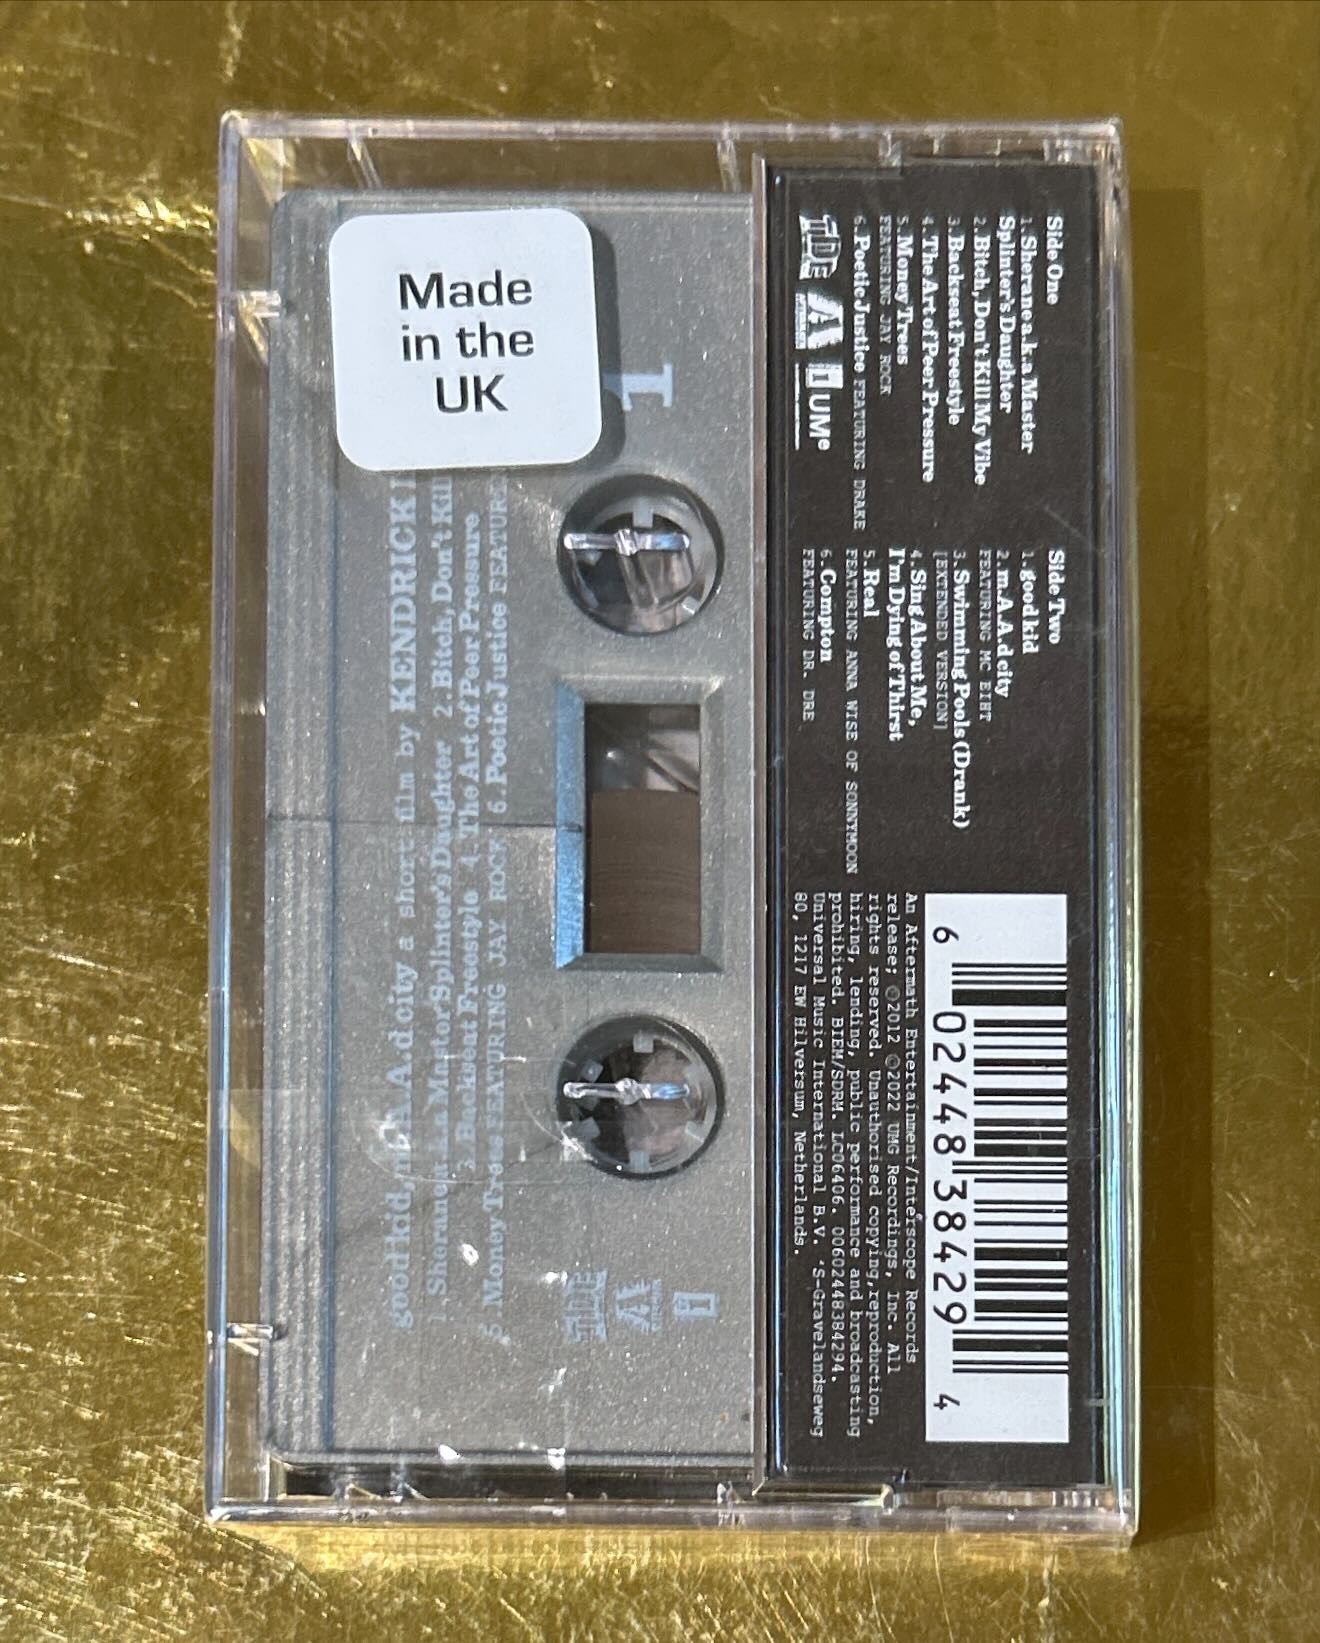 Made
in the
UK
1
good kid, m.A.A.d city a short film by KENDRICK
1. Sherane a.k.a Master Splinter's Daughter 2. Bitch, Don't Kill
3. Backseat Freestyle 4. The Art of Peer Pressure
5. Money Trees FEATURING JAY ROCK 6. Poetic Justice FEATURING
TDE
A
AFTERMATH
i
Side One
1. Sherane a.k.a Master
Splinter's Daughter
2. Bitch, Don't Kill My Vibe
3. Backseat Freestyle
4. The Art of Peer Pressure
5. Money Trees
FEATURING JAY ROCK
6. Poetic Justice FEATURING DRAKE
TDE A AFTERMATH i UMe
Side Two
1. good kid
2. m.A.A.d city
FEATURING MC EIHT
3. Swimming Pools (Drank)
[EXTENDED VERSION]
4. Sing About Me,
I'm Dying of Thirst
5. Real
FEATURING ANNA WISE OF SONNYMOON
6. Compton
FEATURING DR. DRE
6 02448 38429 4
An Aftermath Entertainment/Interscope Records
release; ℗2012 ©2022 UMG Recordings, Inc. All
rights reserved. Unauthorised copying,reproduction,
hiring, lending, public performance and broadcasting
prohibited. BIEM/SDRM. LC06406. 00602448384294.
Universal Music International B.V. 'S-Gravelandseweg
80, 1217 EW Hilversum, Netherlands.